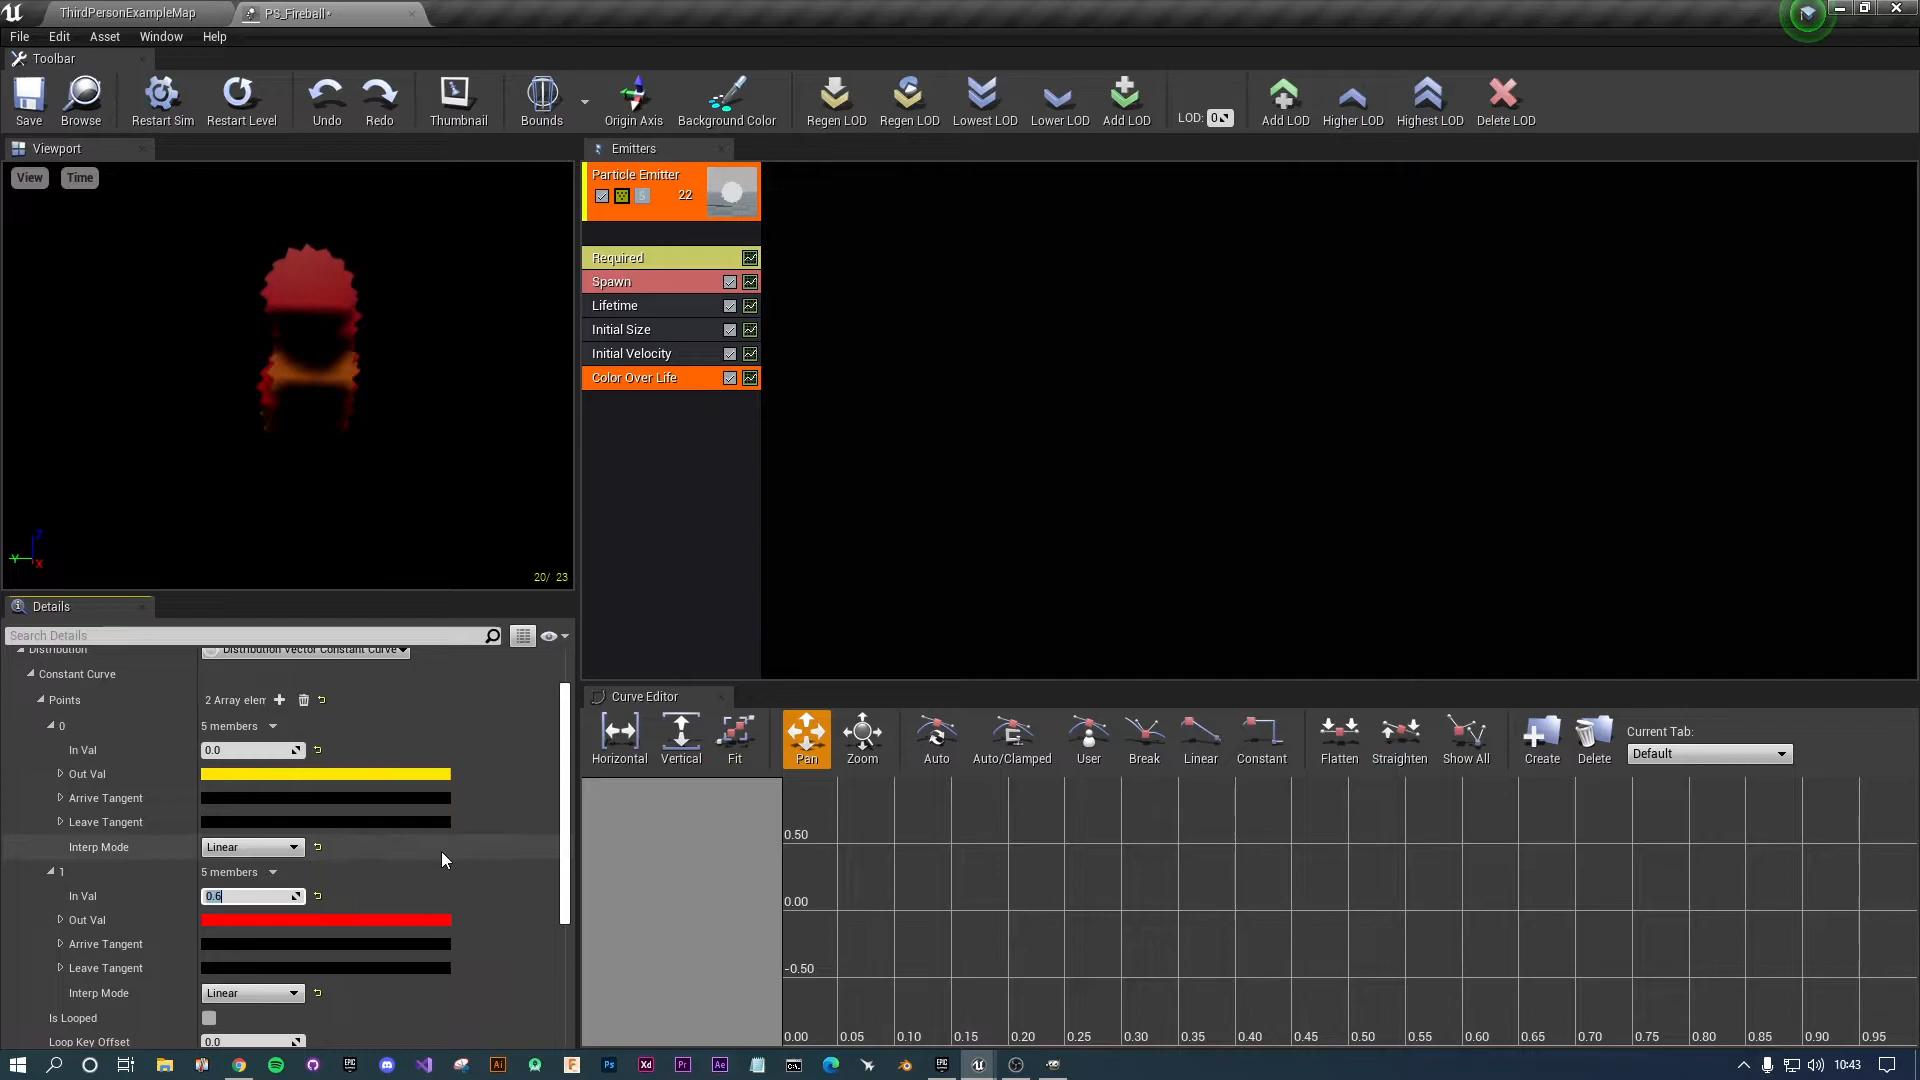 ThirdPersonExampleMap
PS_Fireball*
File Edit Asset Window Help
Toolbar
Save Browse Restart Sim Restart Level Undo Redo Thumbnail Bounds Origin Axis Background Color Regen LOD Regen LOD Lowest LOD Lower LOD Add LOD LOD: 0 Add LOD Higher LOD Highest LOD Delete LOD
Viewport
View Time
20/ 23
Emitters
Particle Emitter
S 22
Required
Spawn
Lifetime
Initial Size
Initial Velocity
Color Over Life
Details
Search Details
Distribution Distribution Vector Constant Curve
Constant Curve
Points 2 Array elem
0 5 members
In Val 0.0
Out Val
Arrive Tangent
Leave Tangent
Interp Mode Linear
1 5 members
In Val 0.6
Out Val
Arrive Tangent
Leave Tangent
Interp Mode Linear
Is Looped
Loop Key Offset 0.0
Z
Y
X
Curve Editor
Horizontal Vertical Fit Pan Zoom Auto Auto/Clamped User Break Linear Constant Flatten Straighten Show All Create Delete
Current Tab:
Default
0.50
0.00
-0.50
0.00 0.05 0.10 0.15 0.20 0.25 0.30 0.35 0.40 0.45 0.50 0.55 0.60 0.65 0.70 0.75 0.80 0.85 0.90 0.95
Ai Ps Xd Pr Ae
EPIC
EPIC
10:43